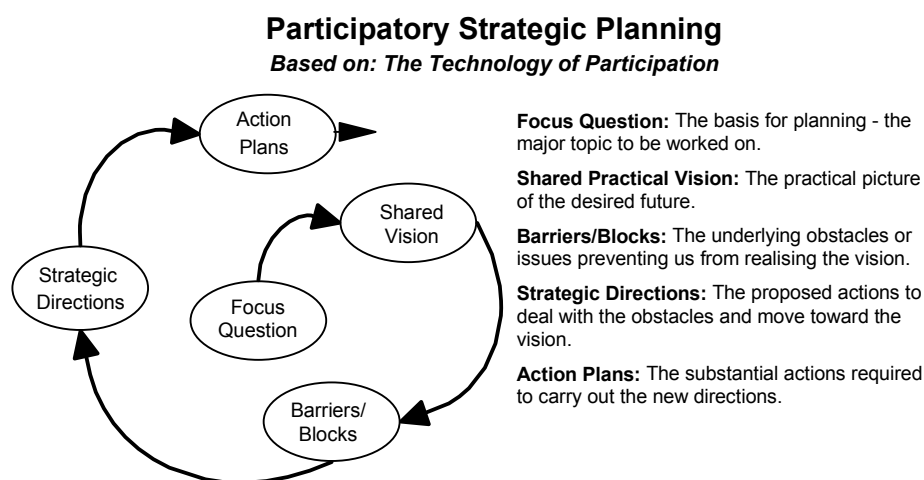 Participatory Strategic Planning
Based on: The Technology of Participation
Action
Plans
Shared
Vision
Strategic
Directions
Focus
Question
Barriers/
Blocks
Focus Question: The basis for planning - the
major topic to be worked on.
Shared Practical Vision: The practical picture
of the desired future.
Barriers/Blocks: The underlying obstacles or
issues preventing us from realising the vision.
Strategic Directions: The proposed actions to
deal with the obstacles and move toward the
vision.
Action Plans: The substantial actions required
to carry out the new directions.